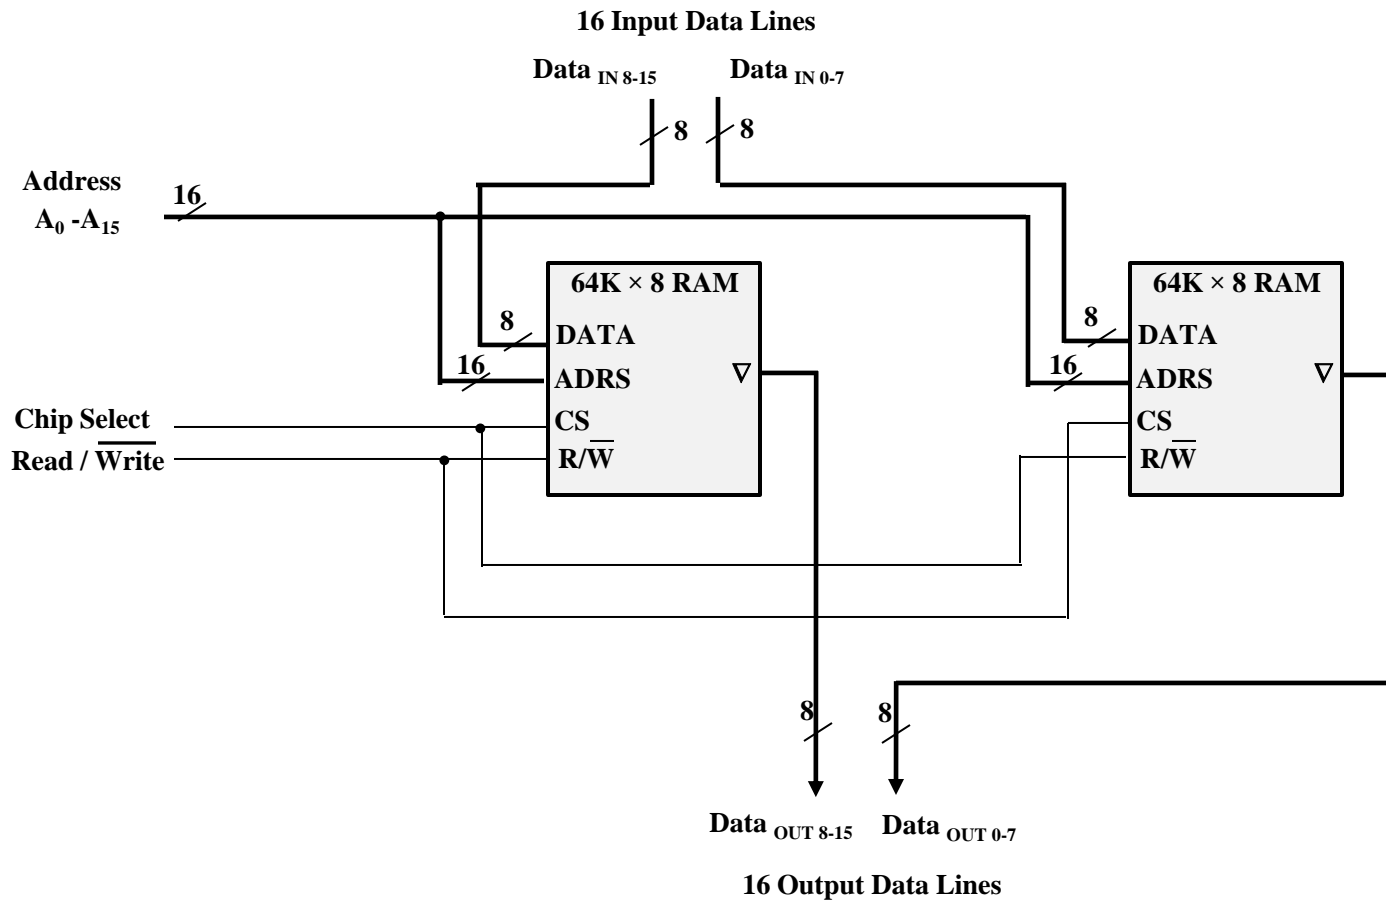 16 Input Data Lines
Data IN 8-15 Data IN 0-7
8 8
Address
16
A0 -A15
64K × 8 RAM 64K × 8 RAM
8 DATA 8 DATA
16 ADRS ∇ 16 ADRS ∇
Chip Select CS CS
Read / W̅r̅i̅t̅e̅ R/W̅ R/W̅
8 8
Data OUT 8-15 Data OUT 0-7
16 Output Data Lines